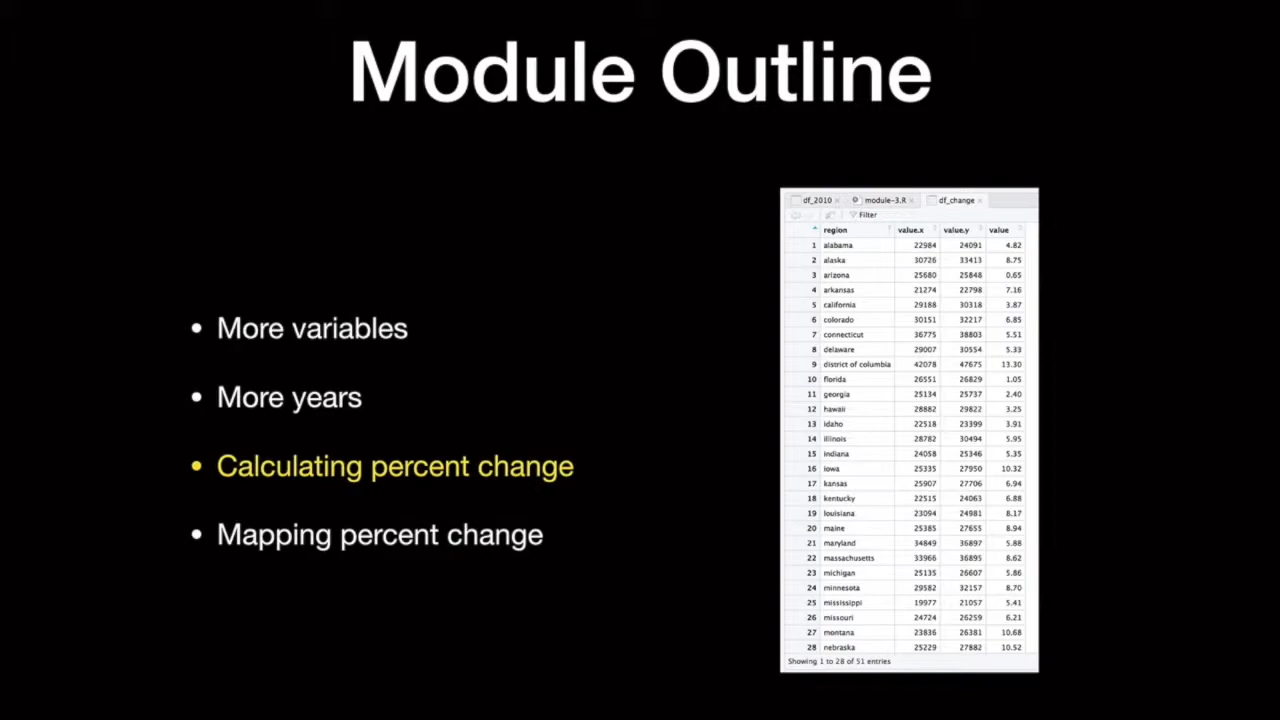 Module Outline
• More variables
• More years
• Calculating percent change
• Mapping percent change
df_2010 module-3.R df_change
Filter
region value.x value.y value
1 alabama 22984 24091 4.82
2 alaska 30726 33413 8.75
3 arizona 25680 25848 0.65
4 arkansas 21274 22798 7.16
5 california 29188 30318 3.87
6 colorado 30151 32217 6.85
7 connecticut 36775 38803 5.51
8 delaware 29007 30554 5.33
9 district of columbia 42078 47675 13.30
10 florida 26551 26829 1.05
11 georgia 25134 25737 2.40
12 hawaii 28882 29822 3.25
13 idaho 22518 23399 3.91
14 illinois 28782 30494 5.95
15 indiana 24058 25346 5.35
16 iowa 25335 27950 10.32
17 kansas 25907 27706 6.94
18 kentucky 22515 24063 6.88
19 louisiana 23094 24981 8.17
20 maine 25385 27655 8.94
21 maryland 34849 36897 5.88
22 massachusetts 33966 36895 8.62
23 michigan 25135 26607 5.86
24 minnesota 29582 32157 8.70
25 mississippi 19977 21057 5.41
26 missouri 24724 26259 6.21
27 montana 23836 26381 10.68
28 nebraska 25229 27882 10.52
Showing 1 to 28 of 51 entries